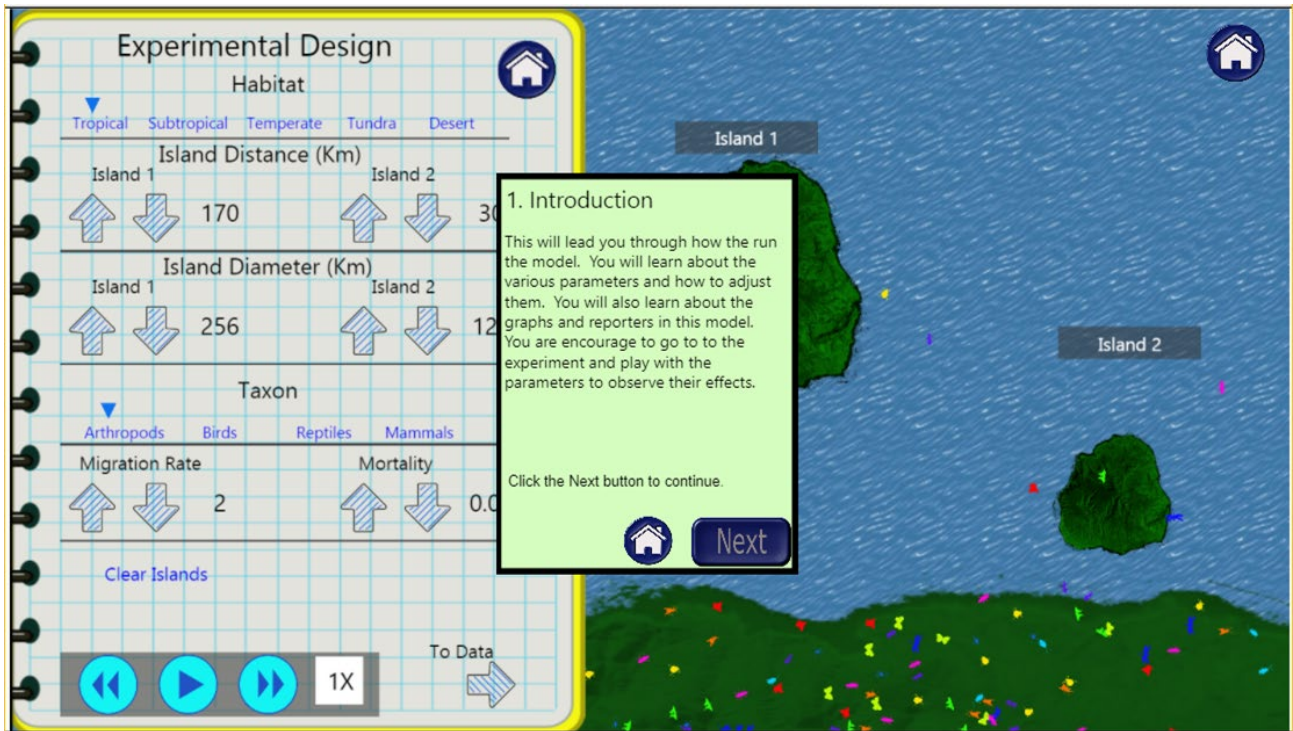 Experimental Design
Habitat
Tropical Subtropical Temperate Tundra Desert
Island Distance (Km)
Island 1 Island 2
170 30
Island Diameter (Km)
Island 1 Island 2
256 12
Taxon
Arthropods Birds Reptiles Mammals
Migration Rate Mortality
2 0.0
Clear Islands
To Data
1X
1. Introduction
This will lead you through how the run
the model. You will learn about the
various parameters and how to adjust
them. You will also learn about the
graphs and reporters in this model.
You are encourage to go to to the
experiment and play with the
parameters to observe their effects.
Click the Next button to continue.
Next
Island 1
Island 2